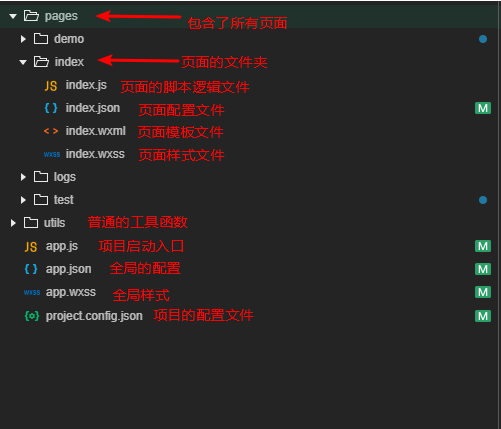 pages 包含了所有页面
demo
index 页面的文件夹
JS index.js 页面的脚本逻辑文件
{ } index.json 页面配置文件 M
< > index.wxml 页面模板文件
wxss index.wxss 页面样式文件
logs
test
utils 普通的工具函数
JS app.js 项目启动入口 M
{ } app.json 全局的配置 M
wxss app.wxss 全局样式 M
{o} project.config.json 项目的配置文件 M